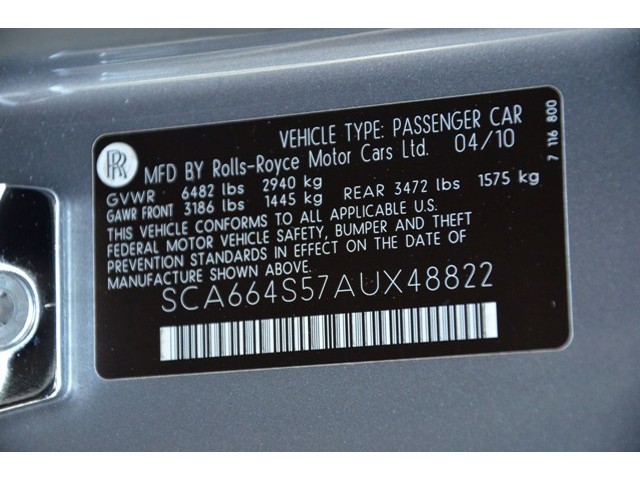 VEHICLE TYPE: PASSENGER CAR
RR MFD BY Rolls-Royce Motor Cars Ltd. 04/10
GVWR 6482 lbs 2940 kg
GAWR FRONT 3186 lbs 1445 kg REAR 3472 lbs 1575 kg
THIS VEHICLE CONFORMS TO ALL APPLICABLE U.S.
FEDERAL MOTOR VEHICLE SAFETY, BUMPER AND THEFT
PREVENTION STANDARDS IN EFFECT ON THE DATE OF
MANUFACTURE SHOWN ABOVE.
SCA664S57AUX48822
7 116 800